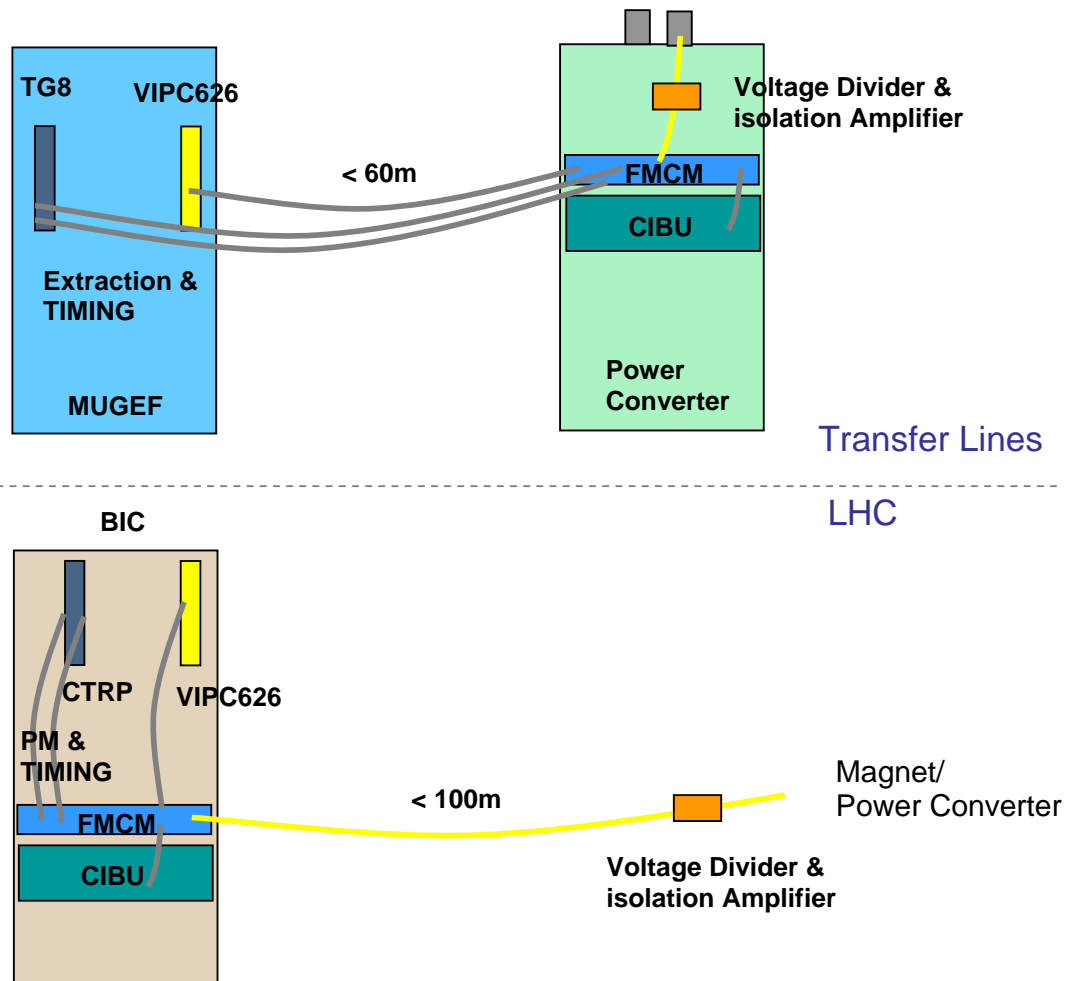 TG8
VIPC626
Voltage Divider &
isolation Amplifier
< 60m
FMCM
CIBU
Extraction &
TIMING
Power
Converter
MUGEF
Transfer Lines
LHC
BIC
CTRP
VIPC626
PM &
TIMING
Magnet/
Power Converter
< 100m
FMCM
CIBU
Voltage Divider &
isolation Amplifier